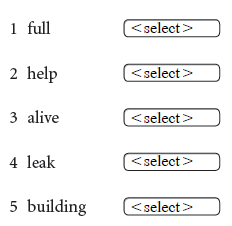 1 full <select>
2 help <select>
3 alive <select>
4 leak <select>
5 building <select>